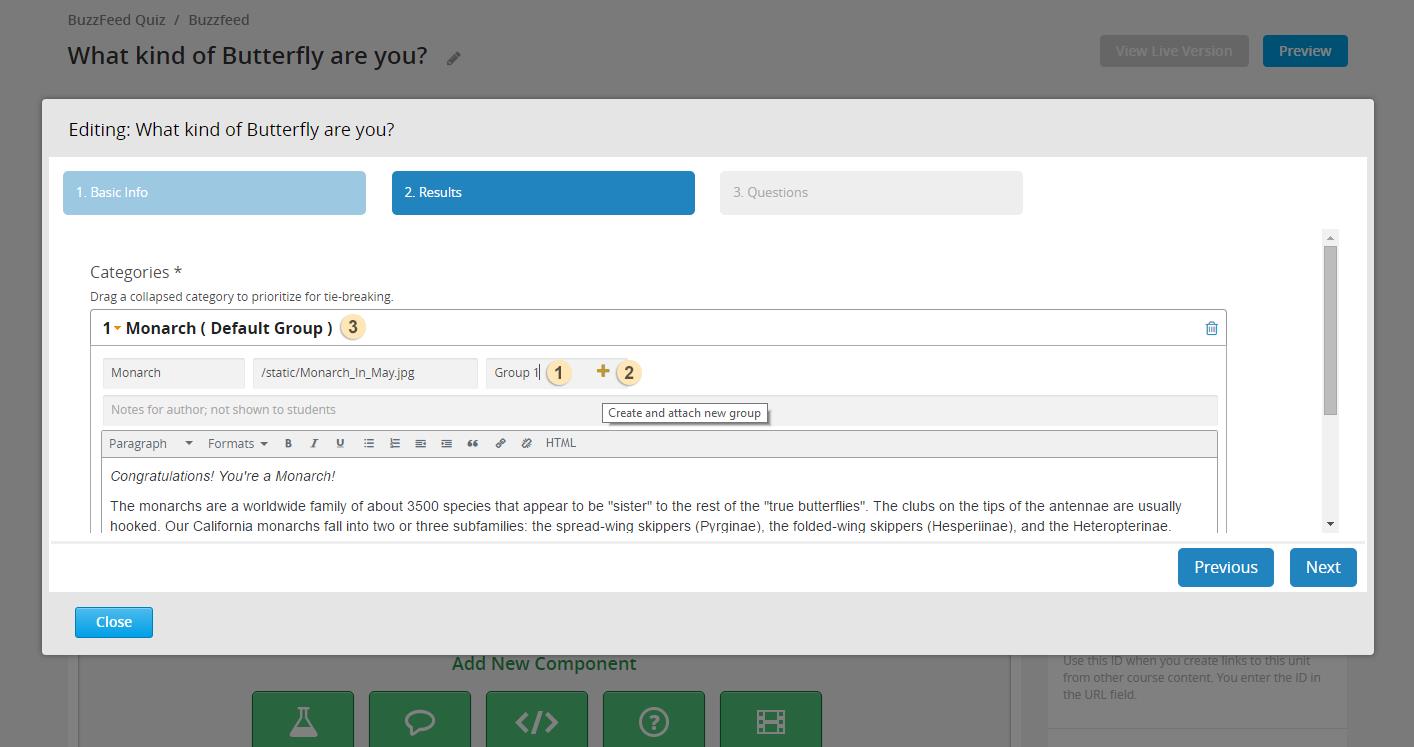 BuzzFeed Quiz / Buzzfeed
What kind of Butterfly are you?
View Live Version
Preview
Editing: What kind of Butterfly are you?
1. Basic Info
2. Results
3. Questions
Categories *
Drag a collapsed category to prioritize for tie-breaking.
1 Monarch ( Default Group ) 3
Monarch
/static/Monarch_In_May.jpg
Group 1 1
2
Notes for author; not shown to students
Create and attach new group
Paragraph Formats B I U HTML
Congratulations! You're a Monarch!
The monarchs are a worldwide family of about 3500 species that appear to be "sister" to the rest of the "true butterflies". The clubs on the tips of the antennae are usually
hooked. Our California monarchs fall into two or three subfamilies: the spread-wing skippers (Pyrginae), the folded-wing skippers (Hesperiinae), and the Heteropterinae.
Previous
Next
Close
Add New Component
Use this ID when you create links to this unit
from other course content. You enter the ID in
the URL field.